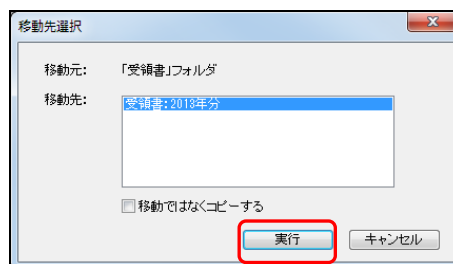 移動先選択
移動元: 「受領書」フォルダ
移動先:
受領書:2013年分
移動ではなくコピーする
実行 キャンセル